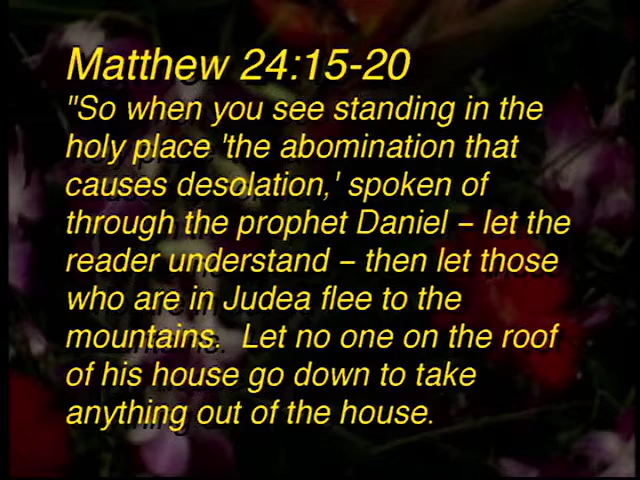 Matthew 24:15-20
"So when you see standing in the
holy place 'the abomination that
causes desolation,' spoken of
through the prophet Daniel – let the
reader understand – then let those
who are in Judea flee to the
mountains.  Let no one on the roof
of his house go down to take
anything out of the house.